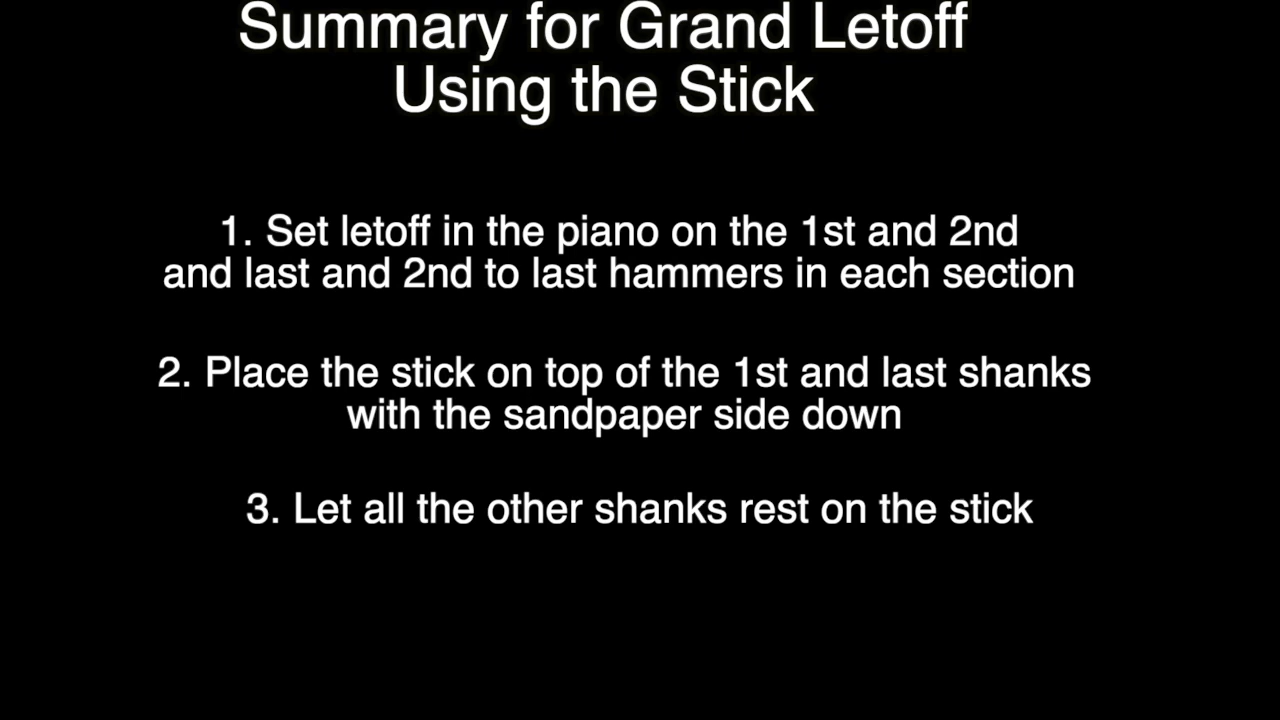 Summary for Grand Letoff
Using the Stick
1. Set letoff in the piano on the 1st and 2nd
and last and 2nd to last hammers in each section
2. Place the stick on top of the 1st and last shanks
with the sandpaper side down
3. Let all the other shanks rest on the stick